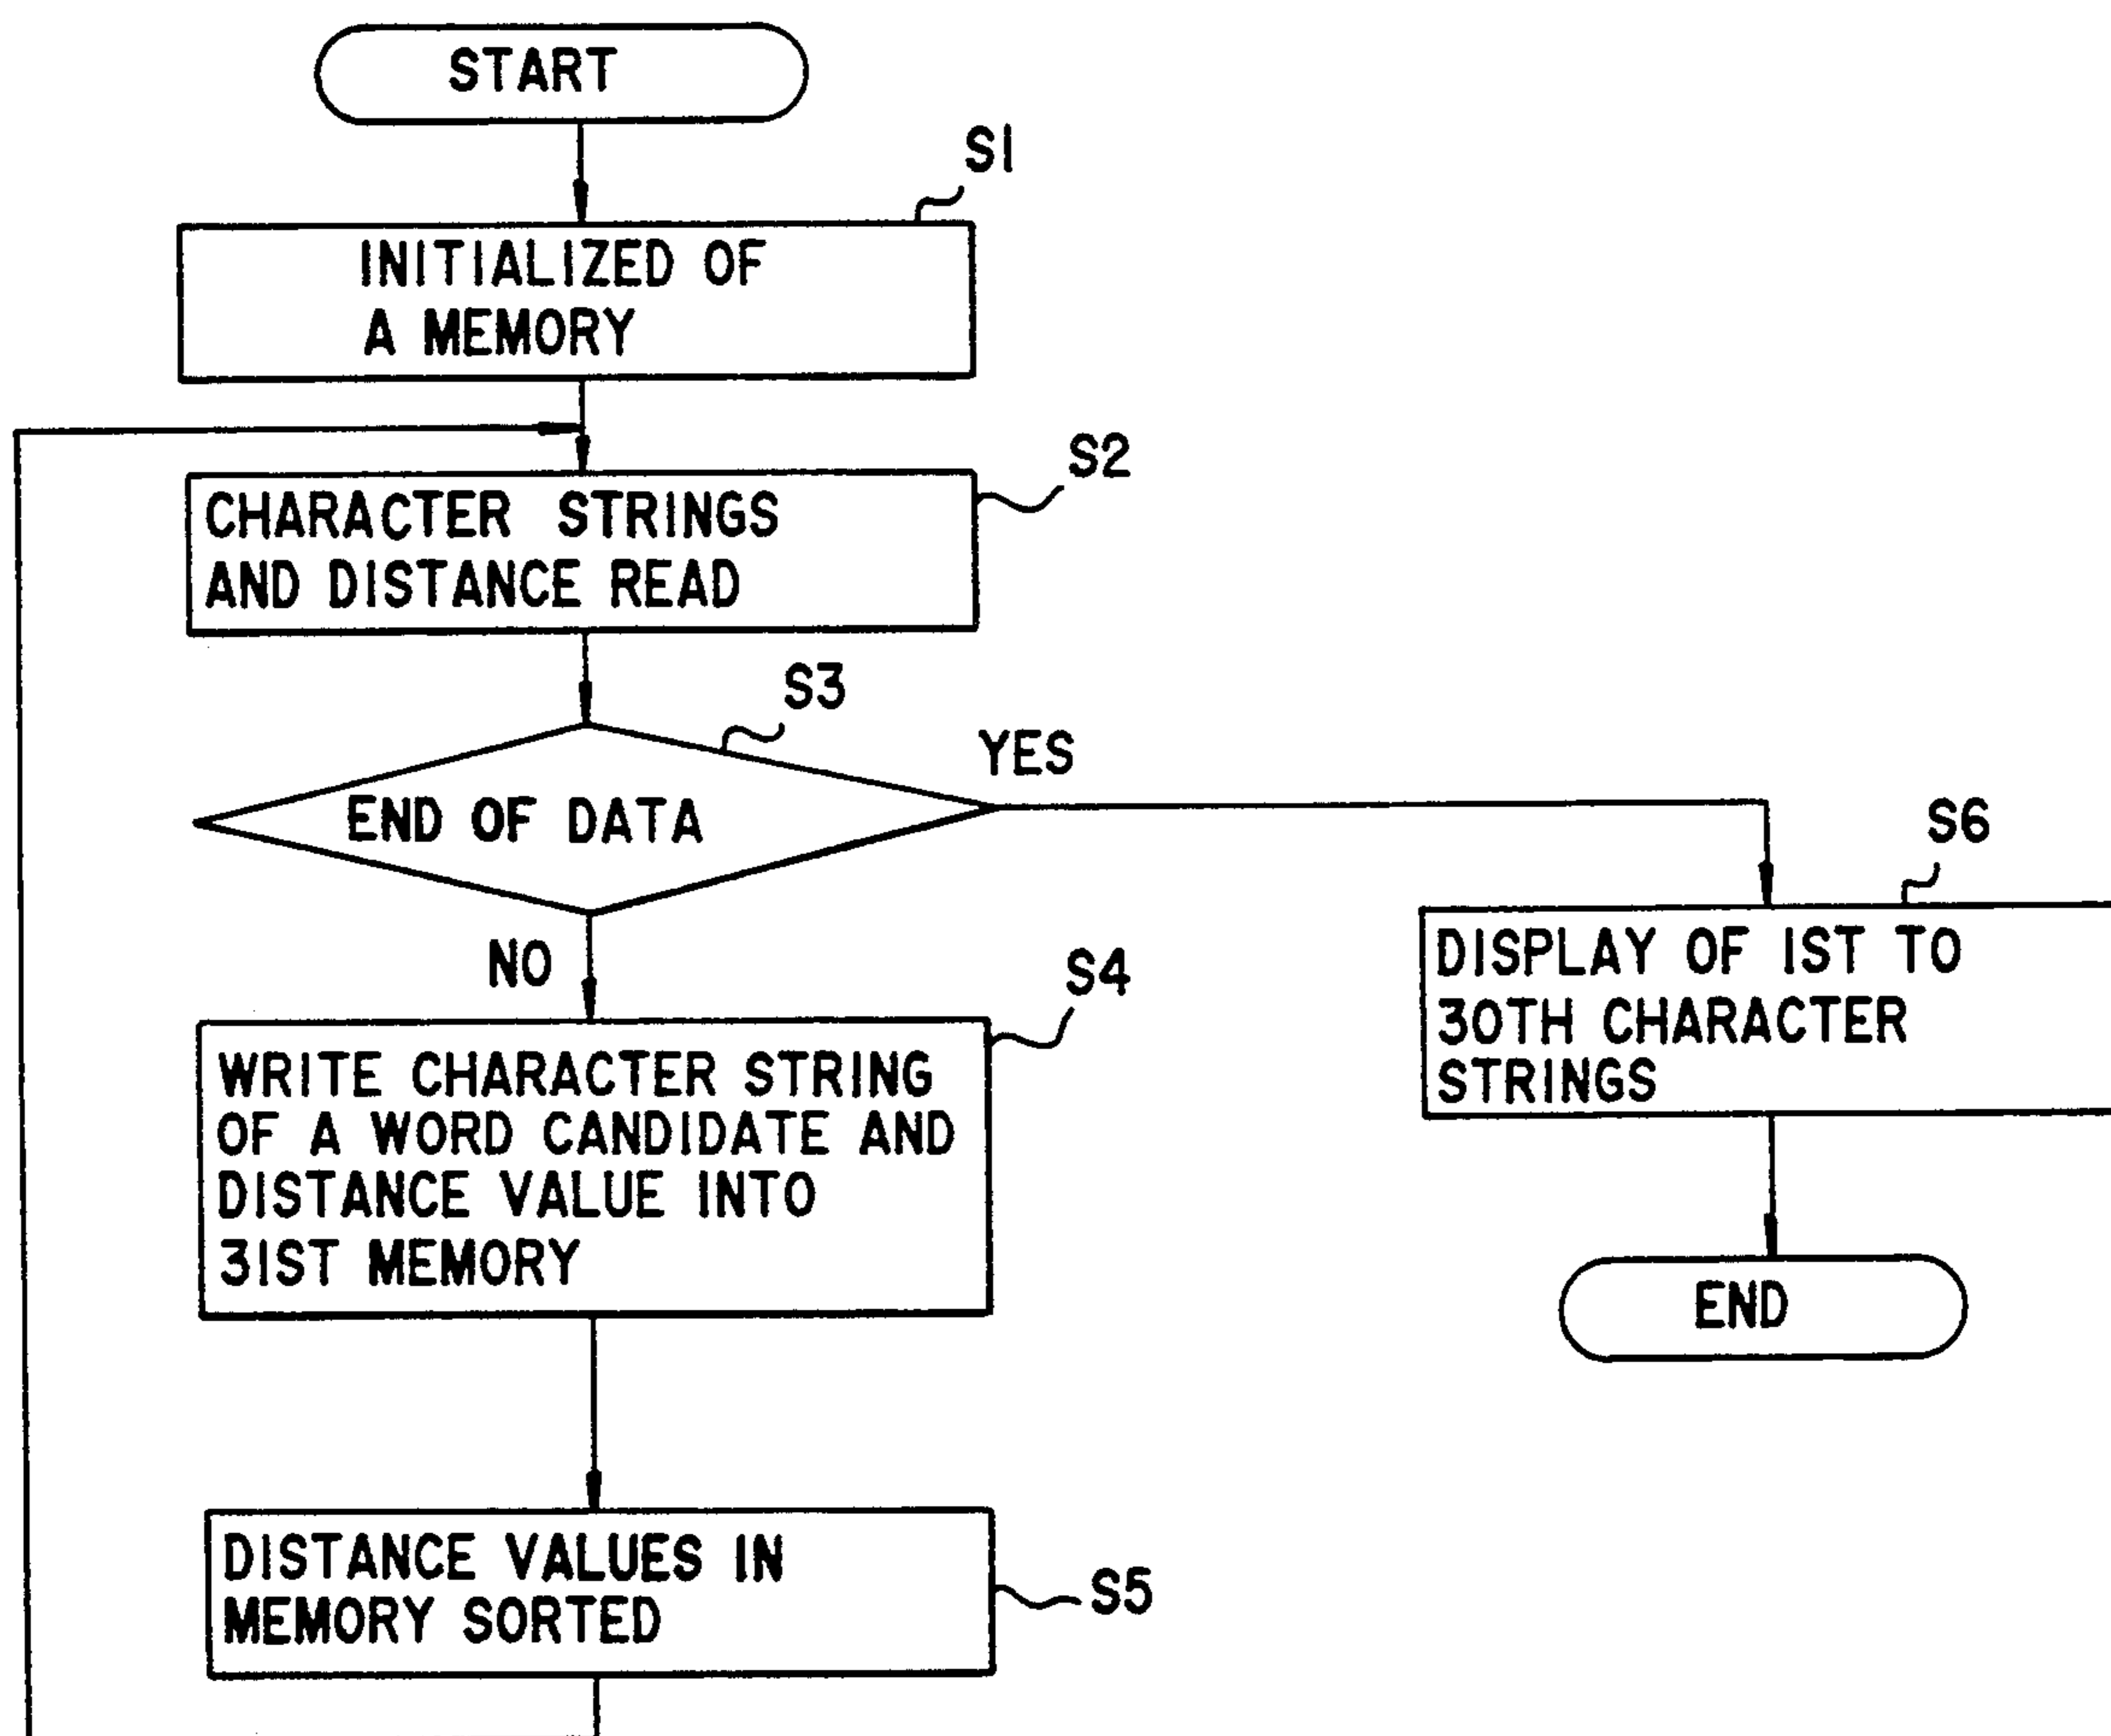 START
S1
INITIALIZED OF
A MEMORY
S2
CHARACTER STRINGS
AND DISTANCE READ
S3
YES
END OF DATA
NO
S4
WRITE CHARACTER STRING
OF A WORD CANDIDATE AND
DISTANCE VALUE INTO
31ST MEMORY
S5
DISTANCE VALUES IN
MEMORY SORTED
S6
DISPLAY OF 1ST TO
30TH CHARACTER
STRINGS
END